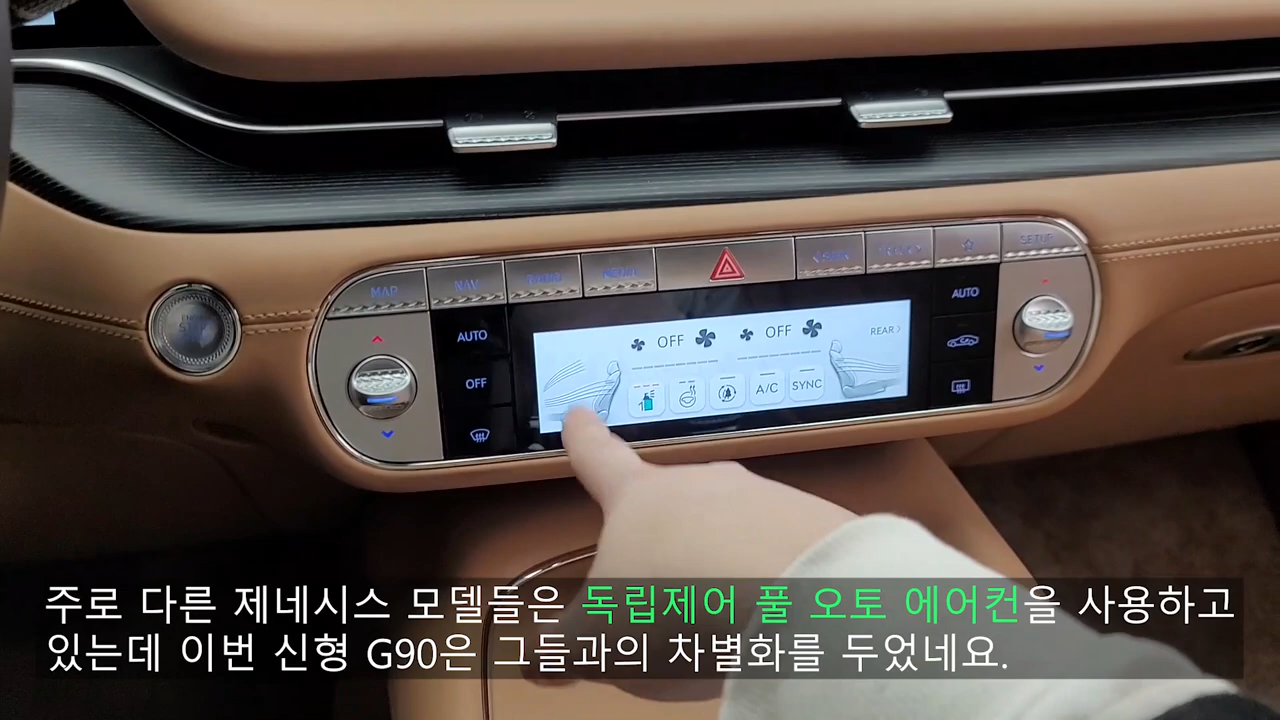 MAP NAV RADIO MEDIA SETUP
AUTO OFF OFF REAR > AUTO
OFF A/C SYNC
주로 다른 제네시스 모델들은 독립제어 풀 오토 에어컨을 사용하고
있는데 이번 신형 G90은 그들과의 차별화를 두었네요.